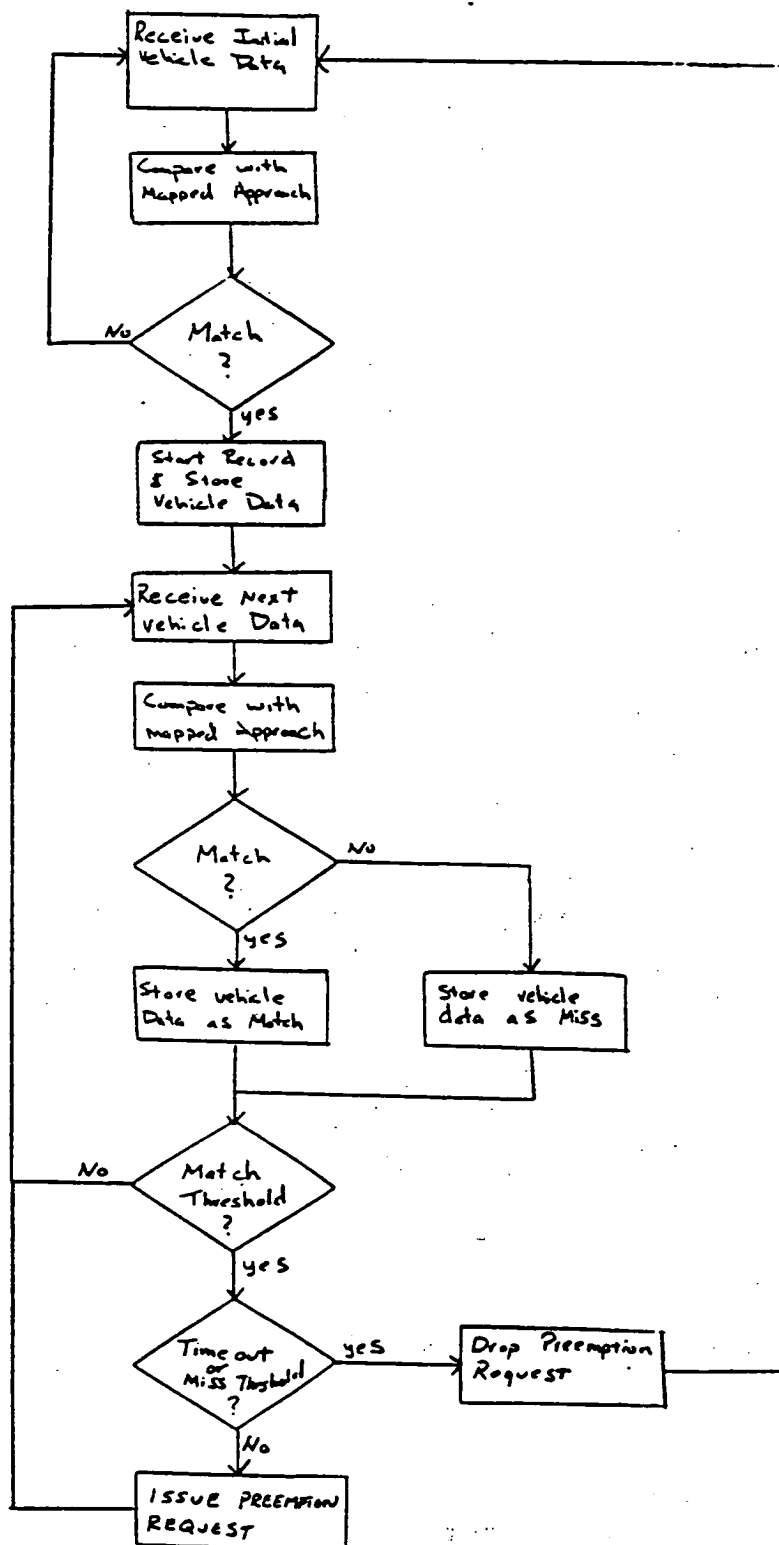 Receive Initial
Vehicle Data
Compare with
Mapped Approach
No
Match
?
yes
Start Record
& Store
Vehicle Data
Receive Next
vehicle Data
Compare with
mapped Approach
Match
?
No
yes
Store vehicle
Data as Match
Store vehicle
data as Miss
No
Match
Threshold
?
yes
Time out
or
Miss Threshold
?
yes
Drop Preemption
Request
No
ISSUE PREEMPTION
REQUEST